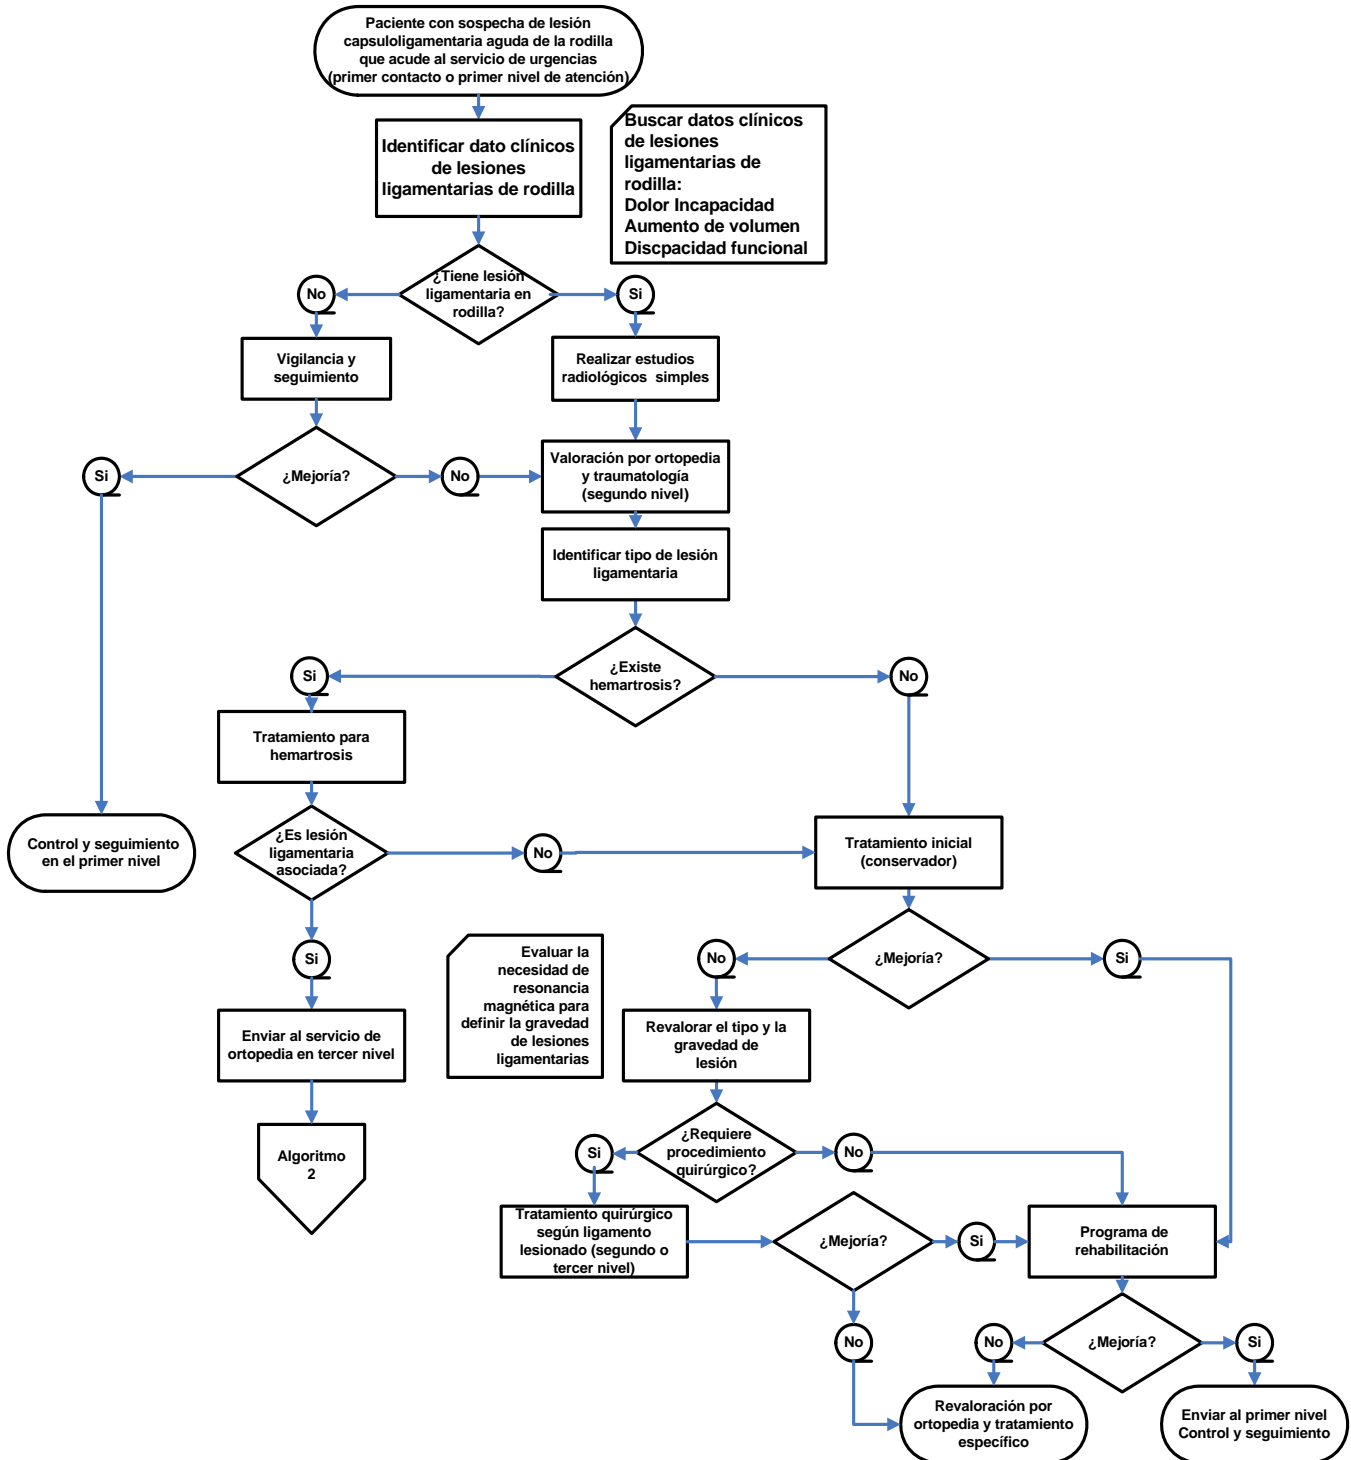 Paciente con sospecha de lesión
capsuloligamentaria aguda de la rodilla
que acude al servicio de urgencias
(primer contacto o primer nivel de atención)
Identificar dato clínicos
de lesiones
ligamentarias de rodilla
Buscar datos clínicos
de lesiones
ligamentarias de
rodilla:
Dolor Incapacidad
Aumento de volumen
Discpacidad funcional
¿Tiene lesión
ligamentaria en
rodilla?
No
Si
Vigilancia y
seguimiento
Realizar estudios
radiológicos simples
¿Mejoría?
Si
No
Valoración por ortopedia
y traumatología
(segundo nivel)
Identificar tipo de lesión
ligamentaria
¿Existe
hemartrosis?
Si
No
Tratamiento para
hemartrosis
Control y seguimiento
en el primer nivel
¿Es lesión
ligamentaria
asociada?
No
Tratamiento inicial
(conservador)
Si
Evaluar la
necesidad de
resonancia
magnética para
definir la gravedad
de lesiones
ligamentarias
No
¿Mejoría?
Si
Enviar al servicio de
ortopedia en tercer nivel
Revalorar el tipo y la
gravedad de
lesión
Algoritmo
2
¿Requiere
procedimiento
quirúrgico?
Si
No
Tratamiento quirúrgico
según ligamento
lesionado (segundo o
tercer nivel)
¿Mejoría?
Si
Programa de
rehabilitación
No
No
¿Mejoría?
Si
Revaloración por
ortopedia y tratamiento
específico
Enviar al primer nivel
Control y seguimiento